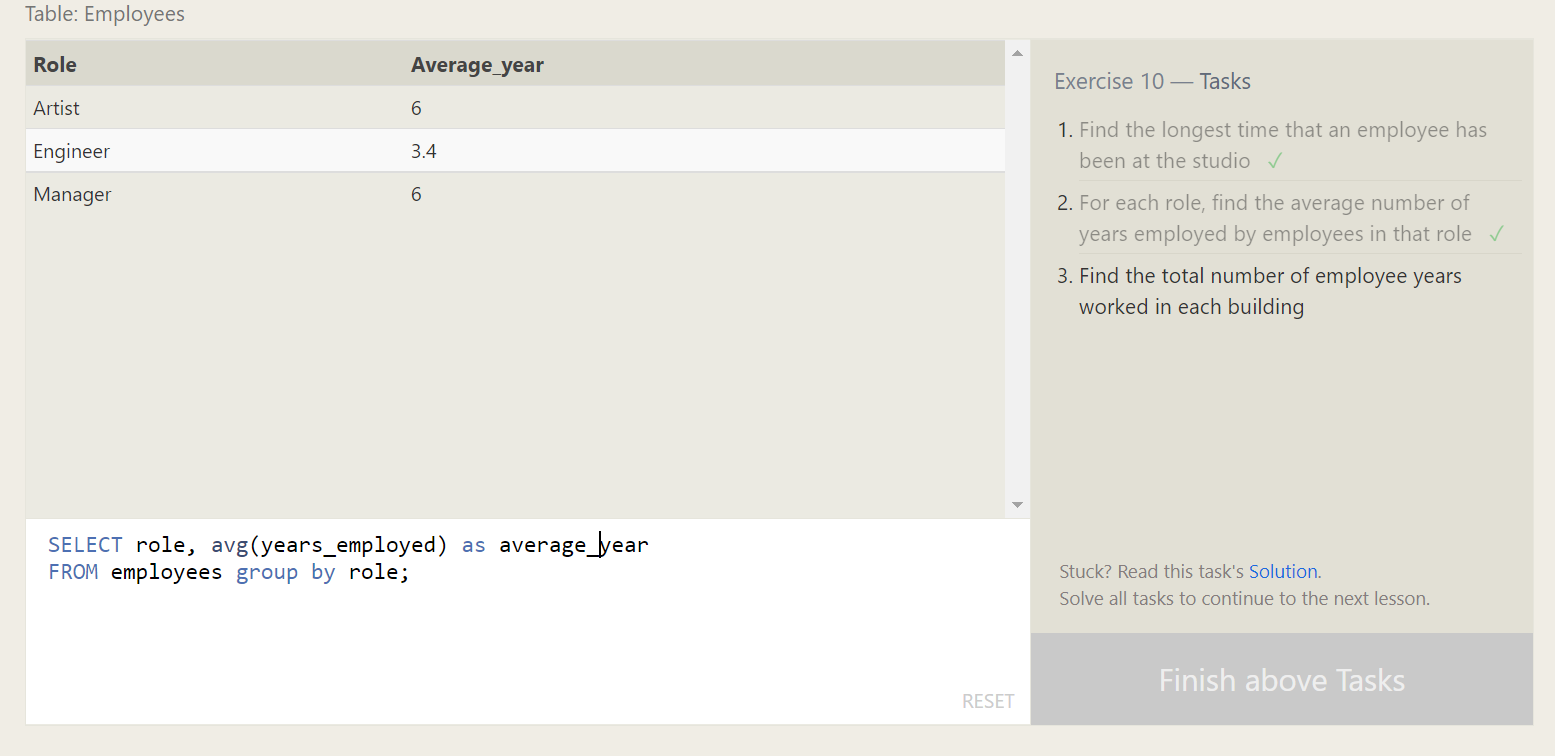 Table: Employees
Role Average_year
Artist 6
Engineer 3.4
Manager 6
SELECT role, avg(years_employed) as average_year
FROM employees group by role;
RESET
Exercise 10 — Tasks
1. Find the longest time that an employee has
been at the studio ✓
2. For each role, find the average number of
years employed by employees in that role ✓
3. Find the total number of employee years
worked in each building
Stuck? Read this task's Solution.
Solve all tasks to continue to the next lesson.
Finish above Tasks